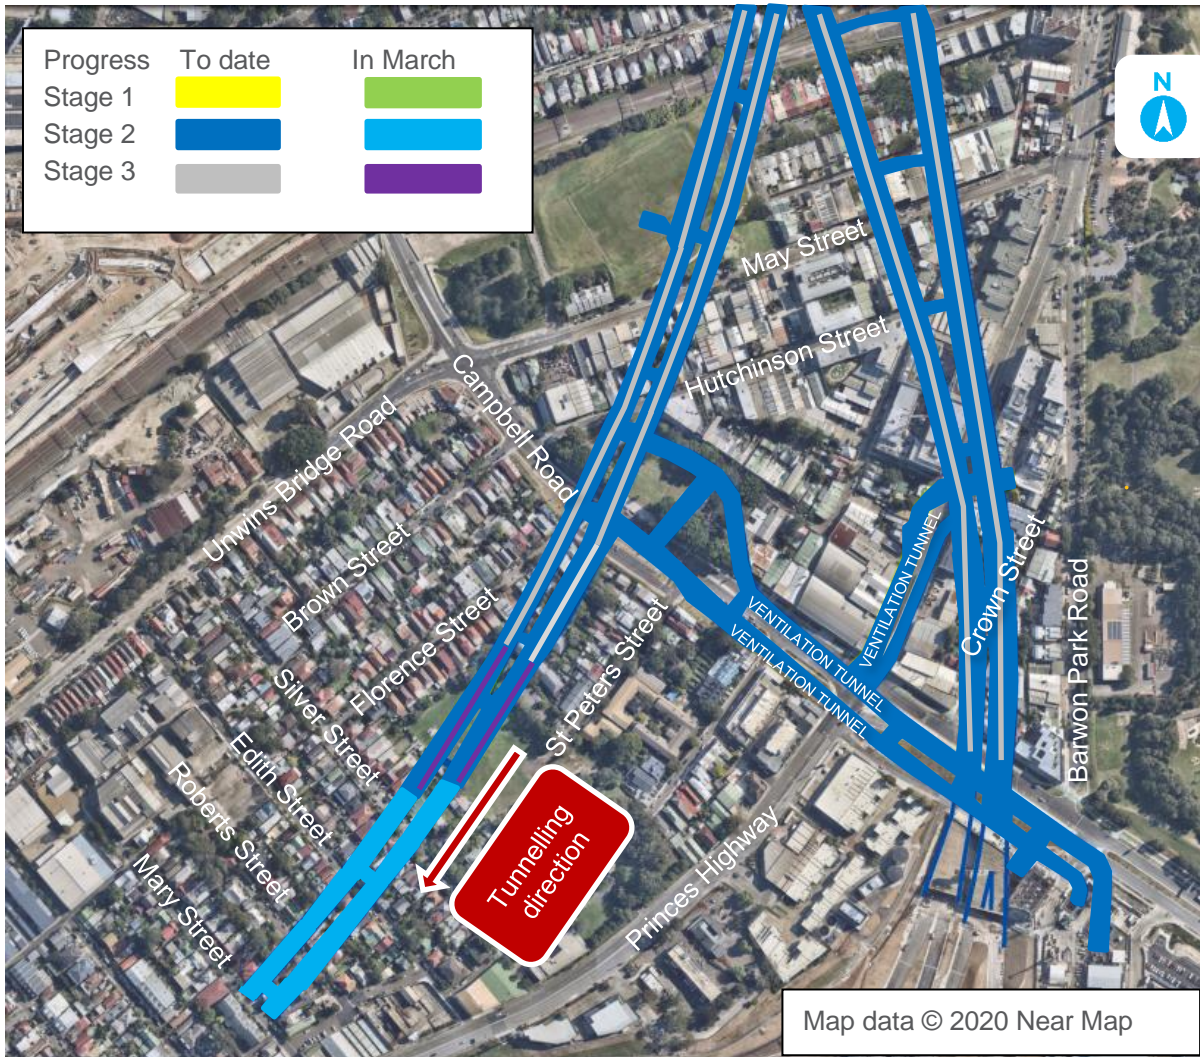 Progress To date In March
Stage 1
Stage 2
Stage 3
N
May Street
Hutchinson Street
Campbell Road
Unwins Bridge Road
Brown Street
Florence Street
Silver Street
Edith Street
Roberts Street
Mary Street
St Peters Street
VENTILATION TUNNEL
VENTILATION TUNNEL
VENTILATION TUNNEL
Crown Street
Barwon Park Road
Princes Highway
Tunnelling
direction
Map data © 2020 Near Map